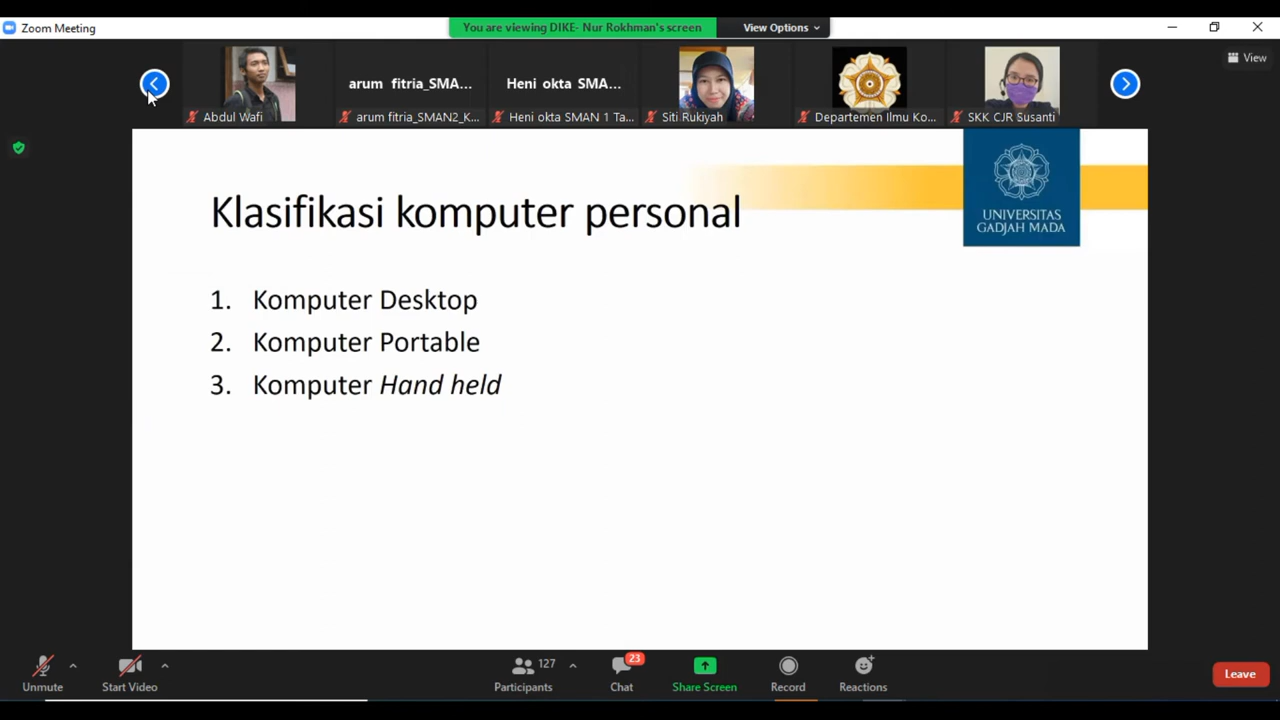 Zoom Meeting
You are viewing DIKE- Nur Rokhman's screen
View Options
View
arum fitria_SMA...
Heni okta SMA...
Abdul Wafi
arum fitria_SMAN2_K...
Heni okta SMAN 1 Ta...
Siti Rukiyah
Departemen Ilmu Ko...
SKK CJR Susanti
UNIVERSITAS
GADJAH MADA
Klasifikasi komputer personal
1. Komputer Desktop
2. Komputer Portable
3. Komputer Hand held
Unmute
Start Video
127
Participants
23
Chat
Share Screen
Record
Reactions
Leave